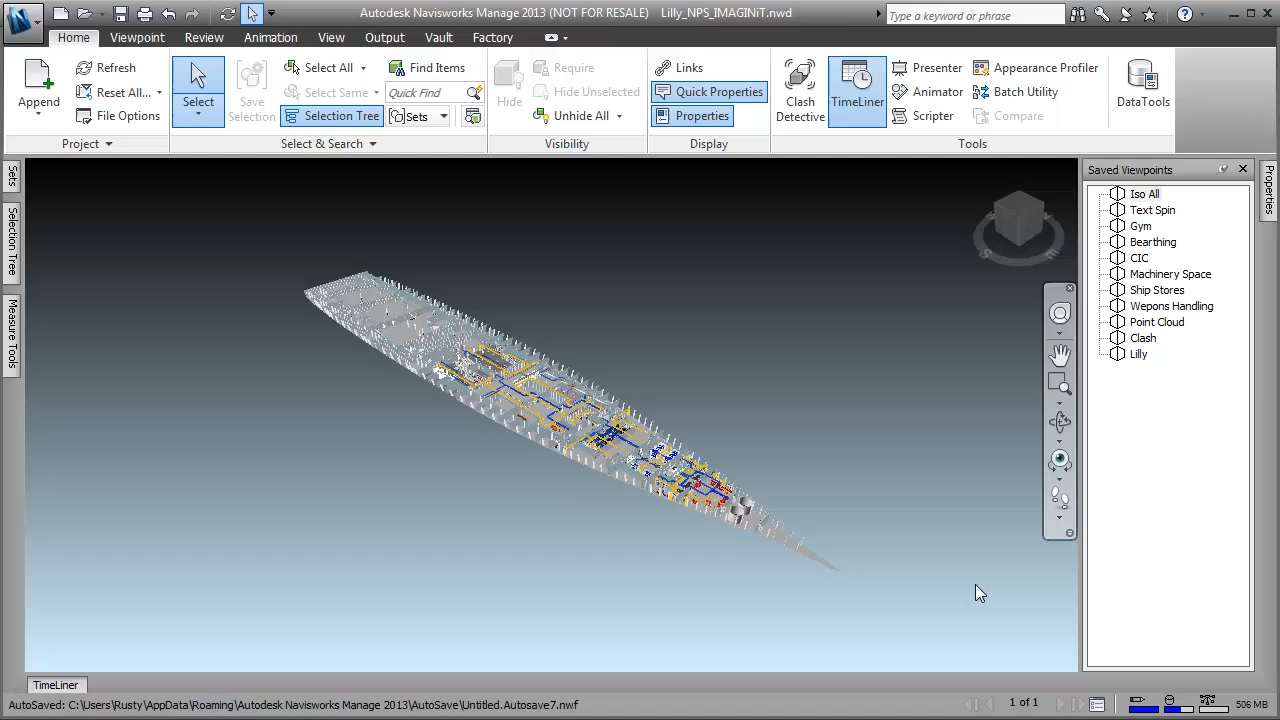 Autodesk Navisworks Manage 2013 (NOT FOR RESALE) Lilly_NPS_IMAGINiT.nwd
Type a keyword or phrase
Home Viewpoint Review Animation View Output Vault Factory
Append
Refresh
Reset All...
File Options
Project
Select
Save Selection
Select All
Select Same
Selection Tree
Find Items
Quick Find
Sets
Select & Search
Hide
Require
Hide Unselected
Unhide All
Visibility
Links
Quick Properties
Properties
Display
Clash Detective
TimeLiner
Presenter
Animator
Scripter
Appearance Profiler
Batch Utility
Compare
DataTools
Tools
Sets
Selection Tree
Measure Tools
S E
Saved Viewpoints
Iso All
Text Spin
Gym
Bearthing
CIC
Machinery Space
Ship Stores
Wepons Handling
Point Cloud
Clash
Lilly
Properties
TimeLiner
AutoSaved: C:\Users\Rusty\AppData\Roaming\Autodesk Navisworks Manage 2013\AutoSave\Untitled.Autosave7.nwf
1 of 1
506 MB